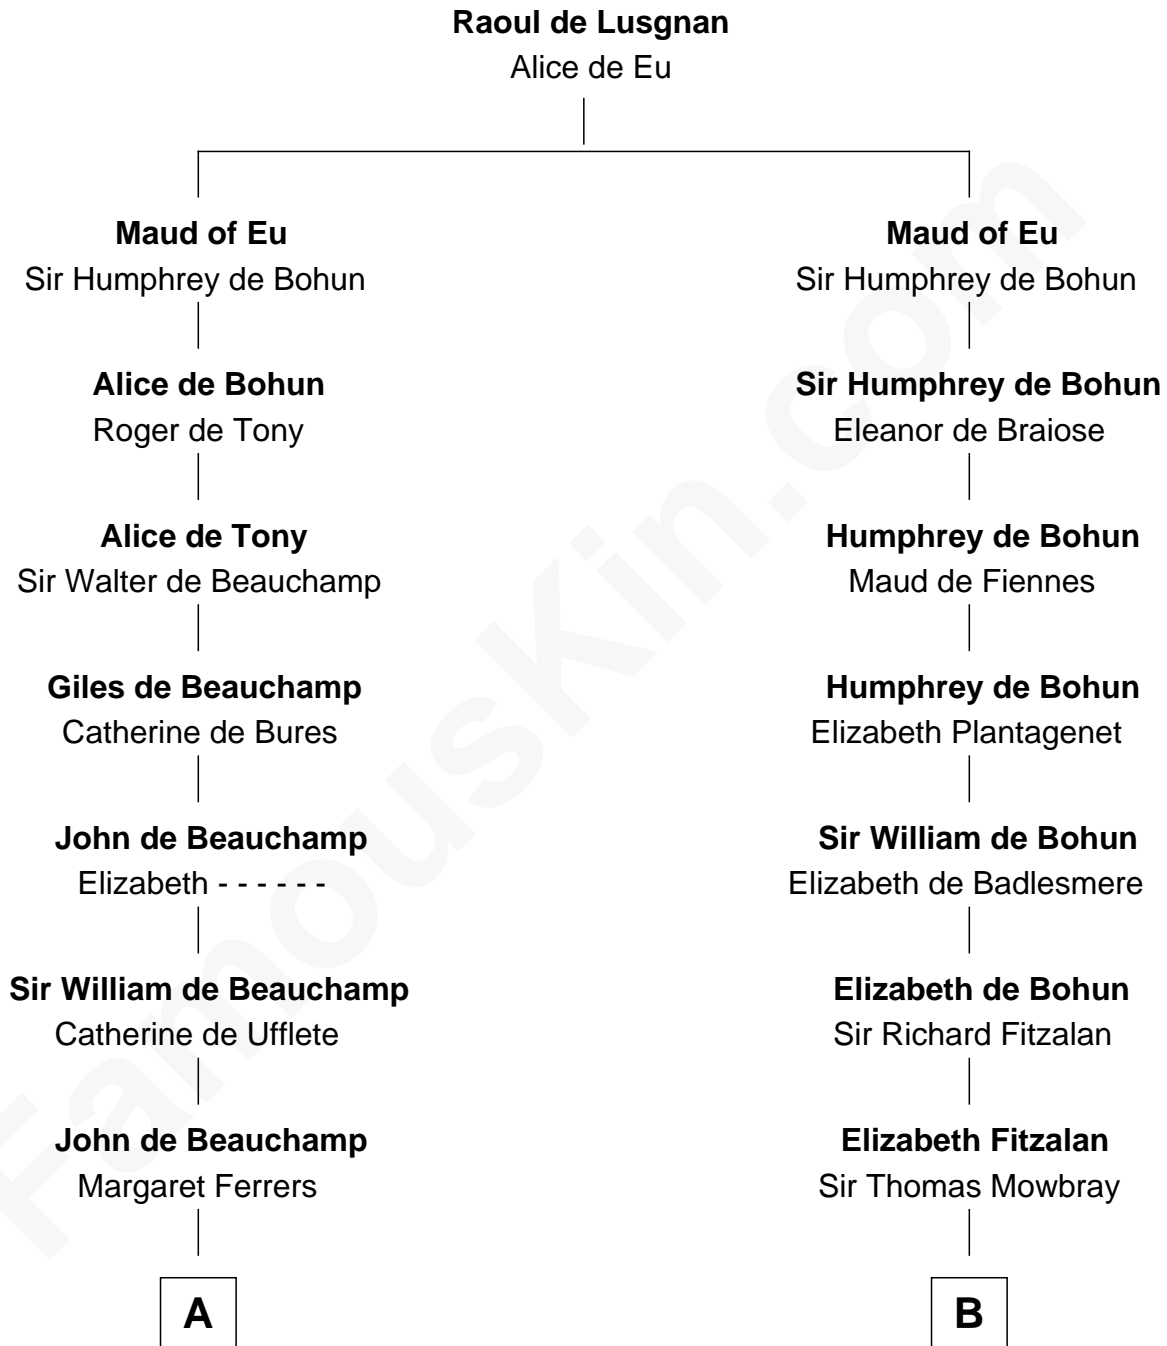 Raoul de Lusgnan
Alice de Eu
Maud of Eu
Sir Humphrey de Bohun
Maud of Eu
Sir Humphrey de Bohun
Alice de Bohun
Roger de Tony
Sir Humphrey de Bohun
Eleanor de Braiose
Alice de Tony
Sir Walter de Beauchamp
Humphrey de Bohun
Maud de Fiennes
Giles de Beauchamp
Catherine de Bures
Humphrey de Bohun
Elizabeth Plantagenet
John de Beauchamp
Elizabeth - - - - - -
Sir William de Bohun
Elizabeth de Badlesmere
Sir William de Beauchamp
Catherine de Ufflete
Elizabeth de Bohun
Sir Richard Fitzalan
John de Beauchamp
Margaret Ferrers
Elizabeth Fitzalan
Sir Thomas Mowbray
A
B
FamousKin.com